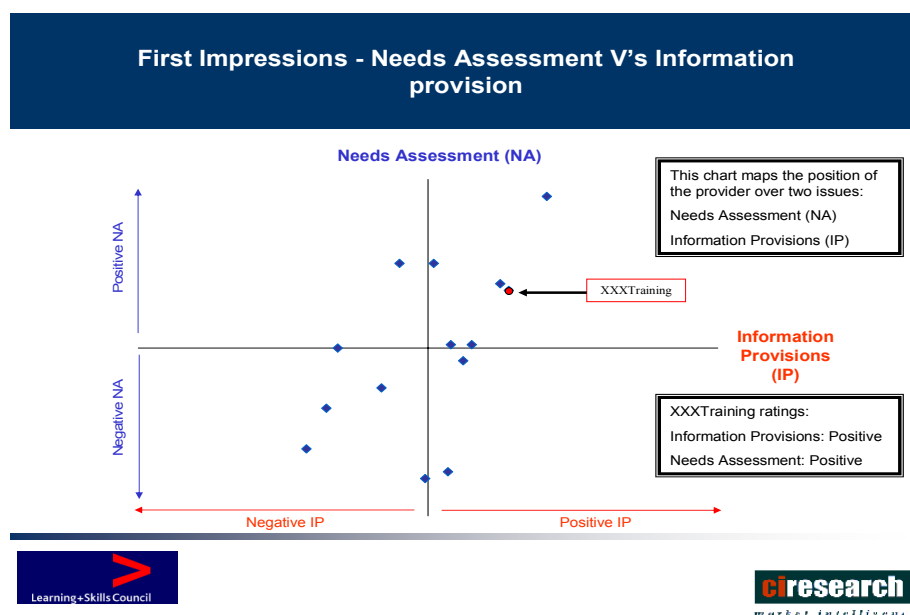 First Impressions - Needs Assessment V's Information
provision
Needs Assessment (NA)
This chart maps the position of
the provider over two issues:
Needs Assessment (NA)
Information Provisions (IP)
Positive NA
XXXTraining
Information
Provisions
(IP)
Negative NA
XXXTraining ratings:
Information Provisions: Positive
Needs Assessment: Positive
Negative IP
Positive IP
Learning+Skills Council
ciresearch